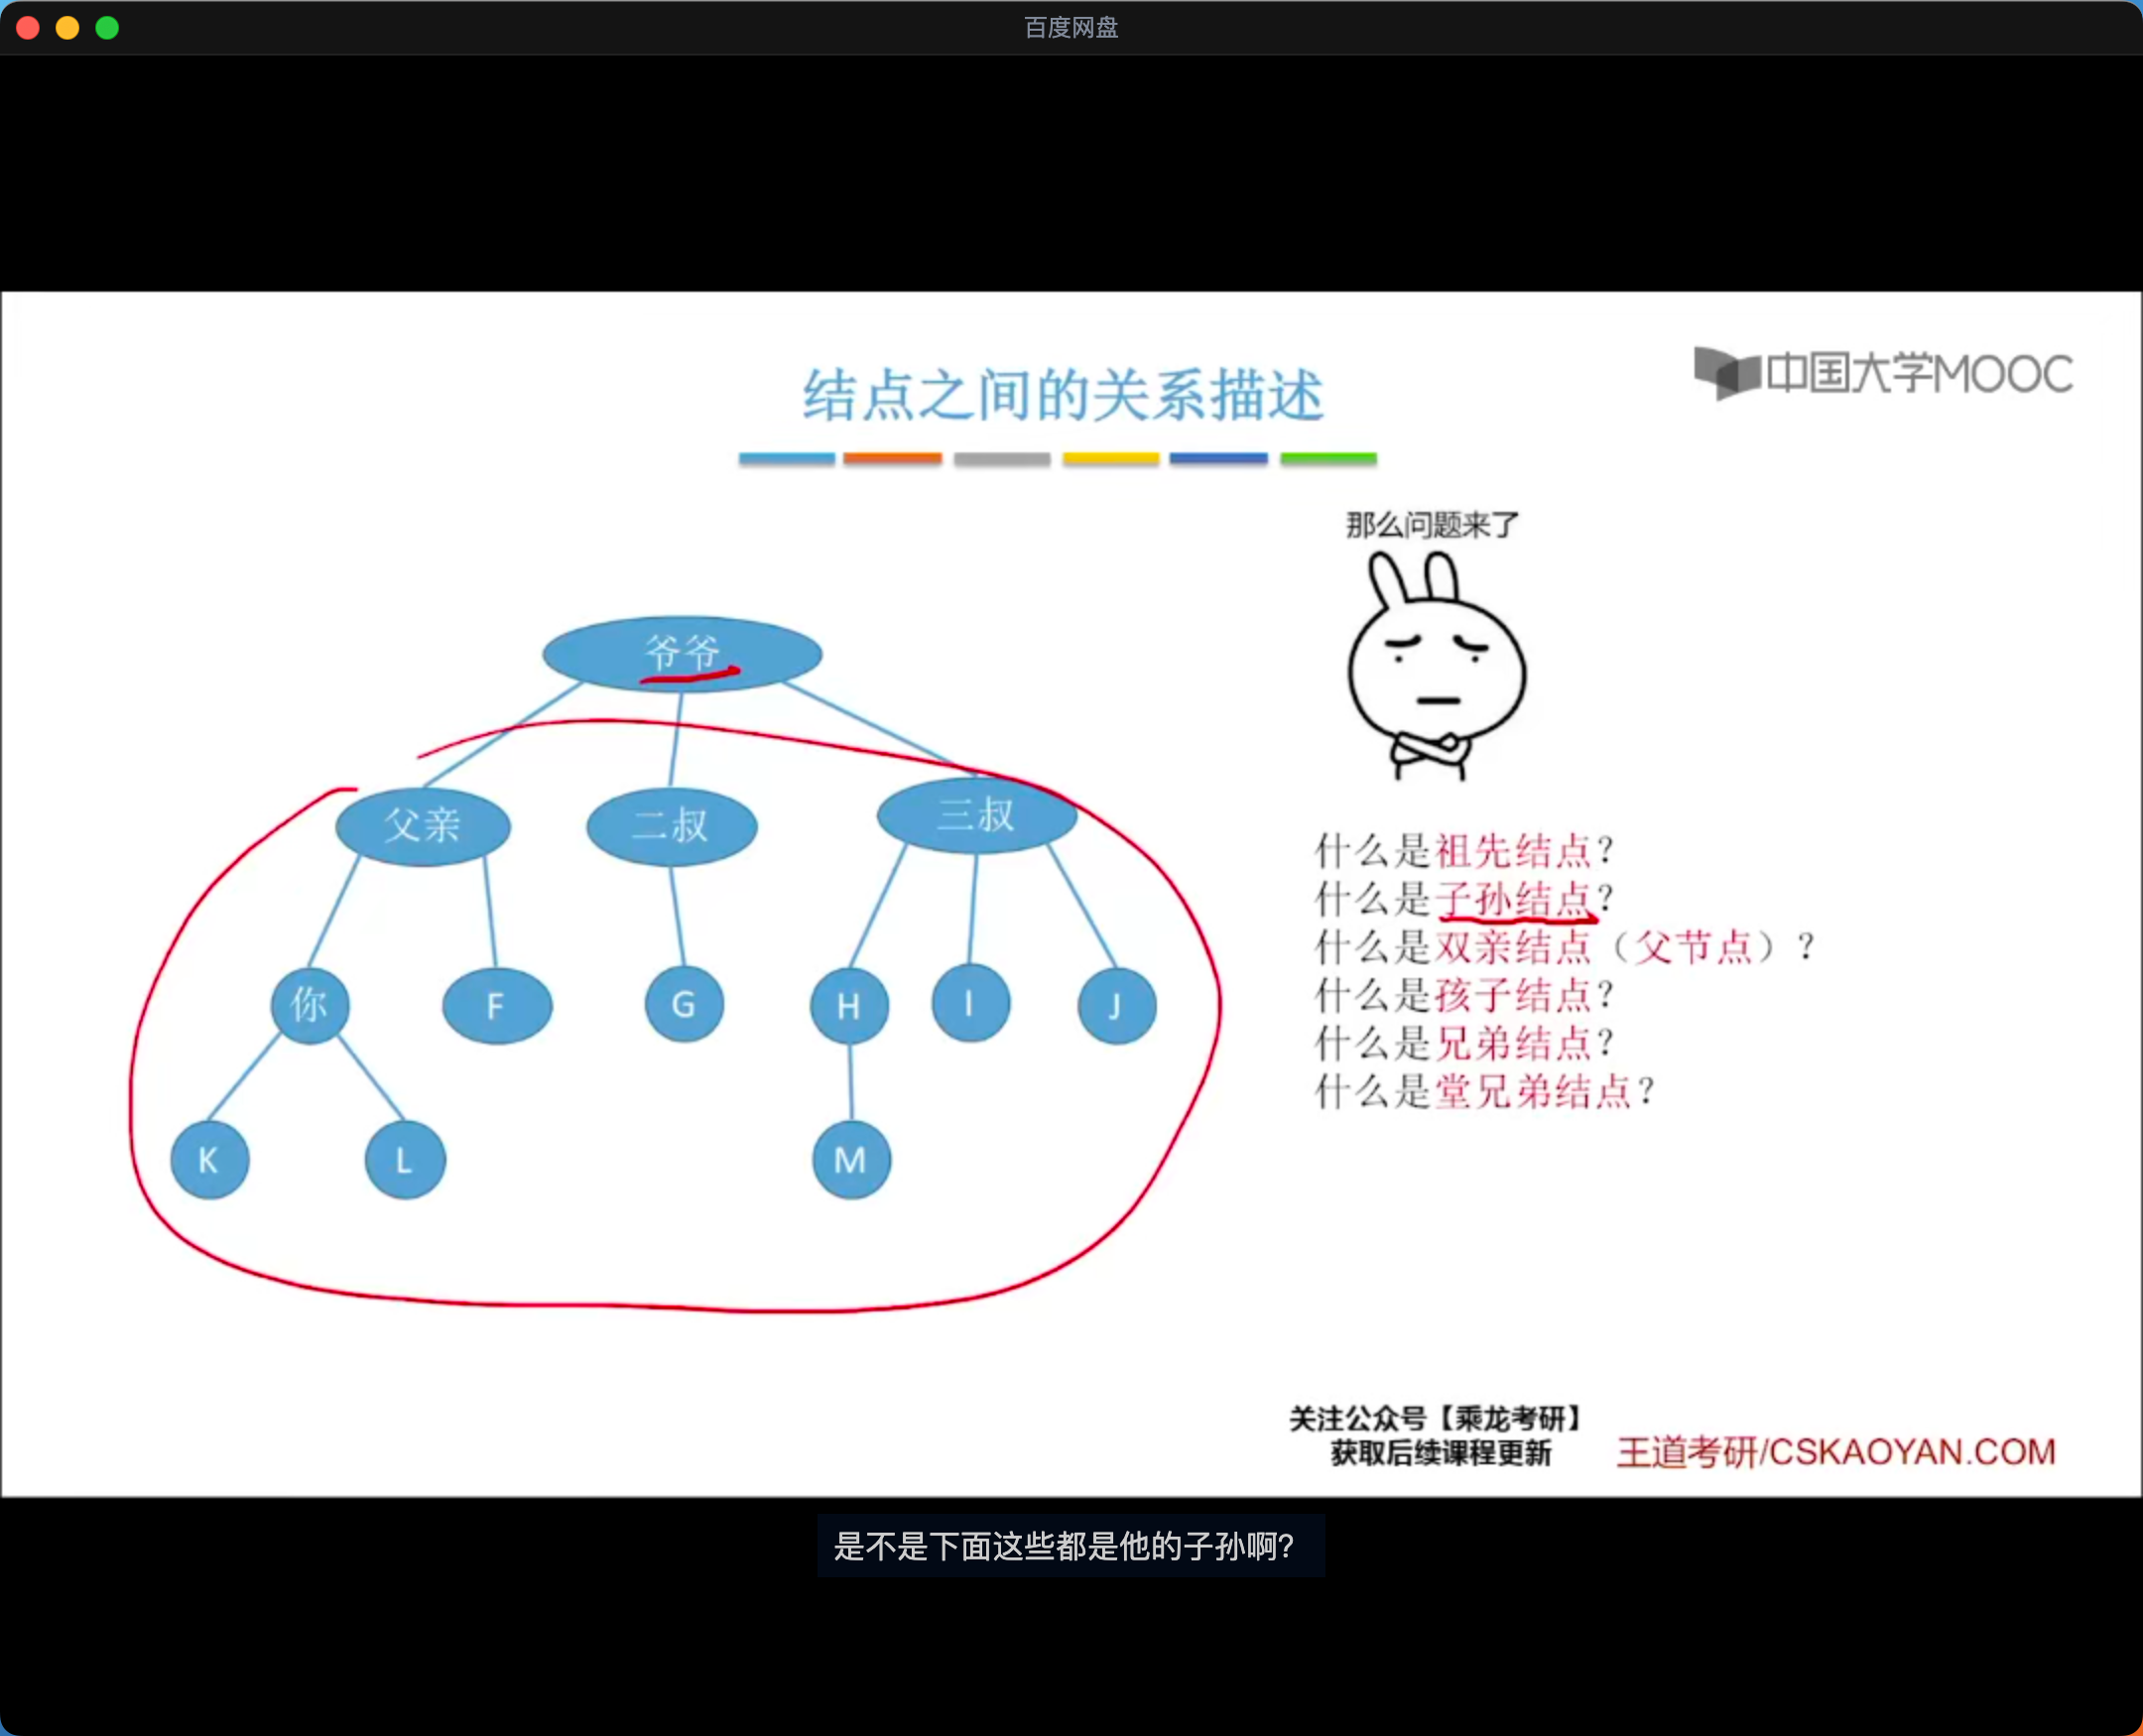 百度网盘
结点之间的关系描述
中国大学MOOC
那么问题来了
爷爷
父亲
二叔
三叔
你
F
G
H
I
J
K
L
M
什么是祖先结点？
什么是子孙结点？
什么是双亲结点（父节点）？
什么是孩子结点？
什么是兄弟结点？
什么是堂兄弟结点？
关注公众号【乘龙考研】
获取后续课程更新
王道考研/CSKAOYAN.COM
是不是下面这些都是他的子孙啊?